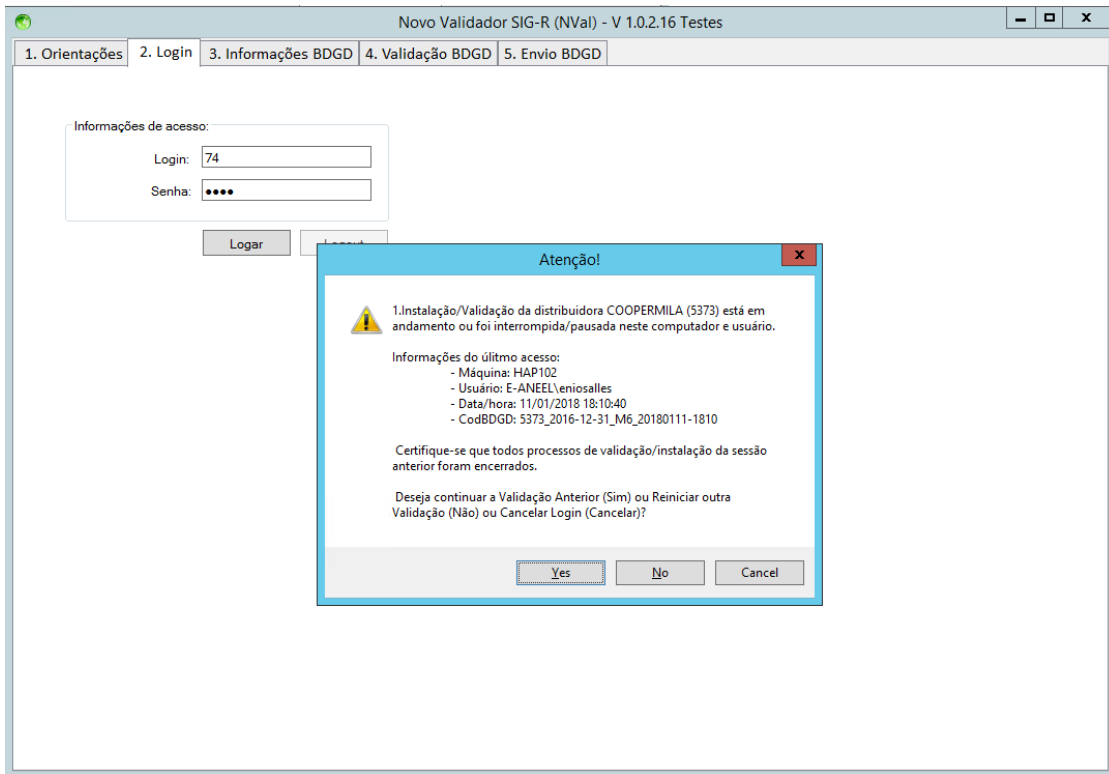 Novo Validador SIG-R (NVal) - V 1.0.2.16 Testes
1. Orientações 2. Login 3. Informações BDGD 4. Validação BDGD 5. Envio BDGD
Informações de acesso:
Login: 74
Senha: ••••
Logar
Atenção!
1.Instalação/Validação da distribuidora COOPERMILA (5373) está em
andamento ou foi interrompida/pausada neste computador e usuário.
Informações do úlitmo acesso:
- Máquina: HAP102
- Usuário: E-ANEEL\eniosalles
- Data/hora: 11/01/2018 18:10:40
- CodBDGD: 5373_2016-12-31_M6_20180111-1810
Certifique-se que todos processos de validação/instalação da sessão
anterior foram encerrados.
Deseja continuar a Validação Anterior (Sim) ou Reiniciar outra
Validação (Não) ou Cancelar Login (Cancelar)?
Yes No Cancel